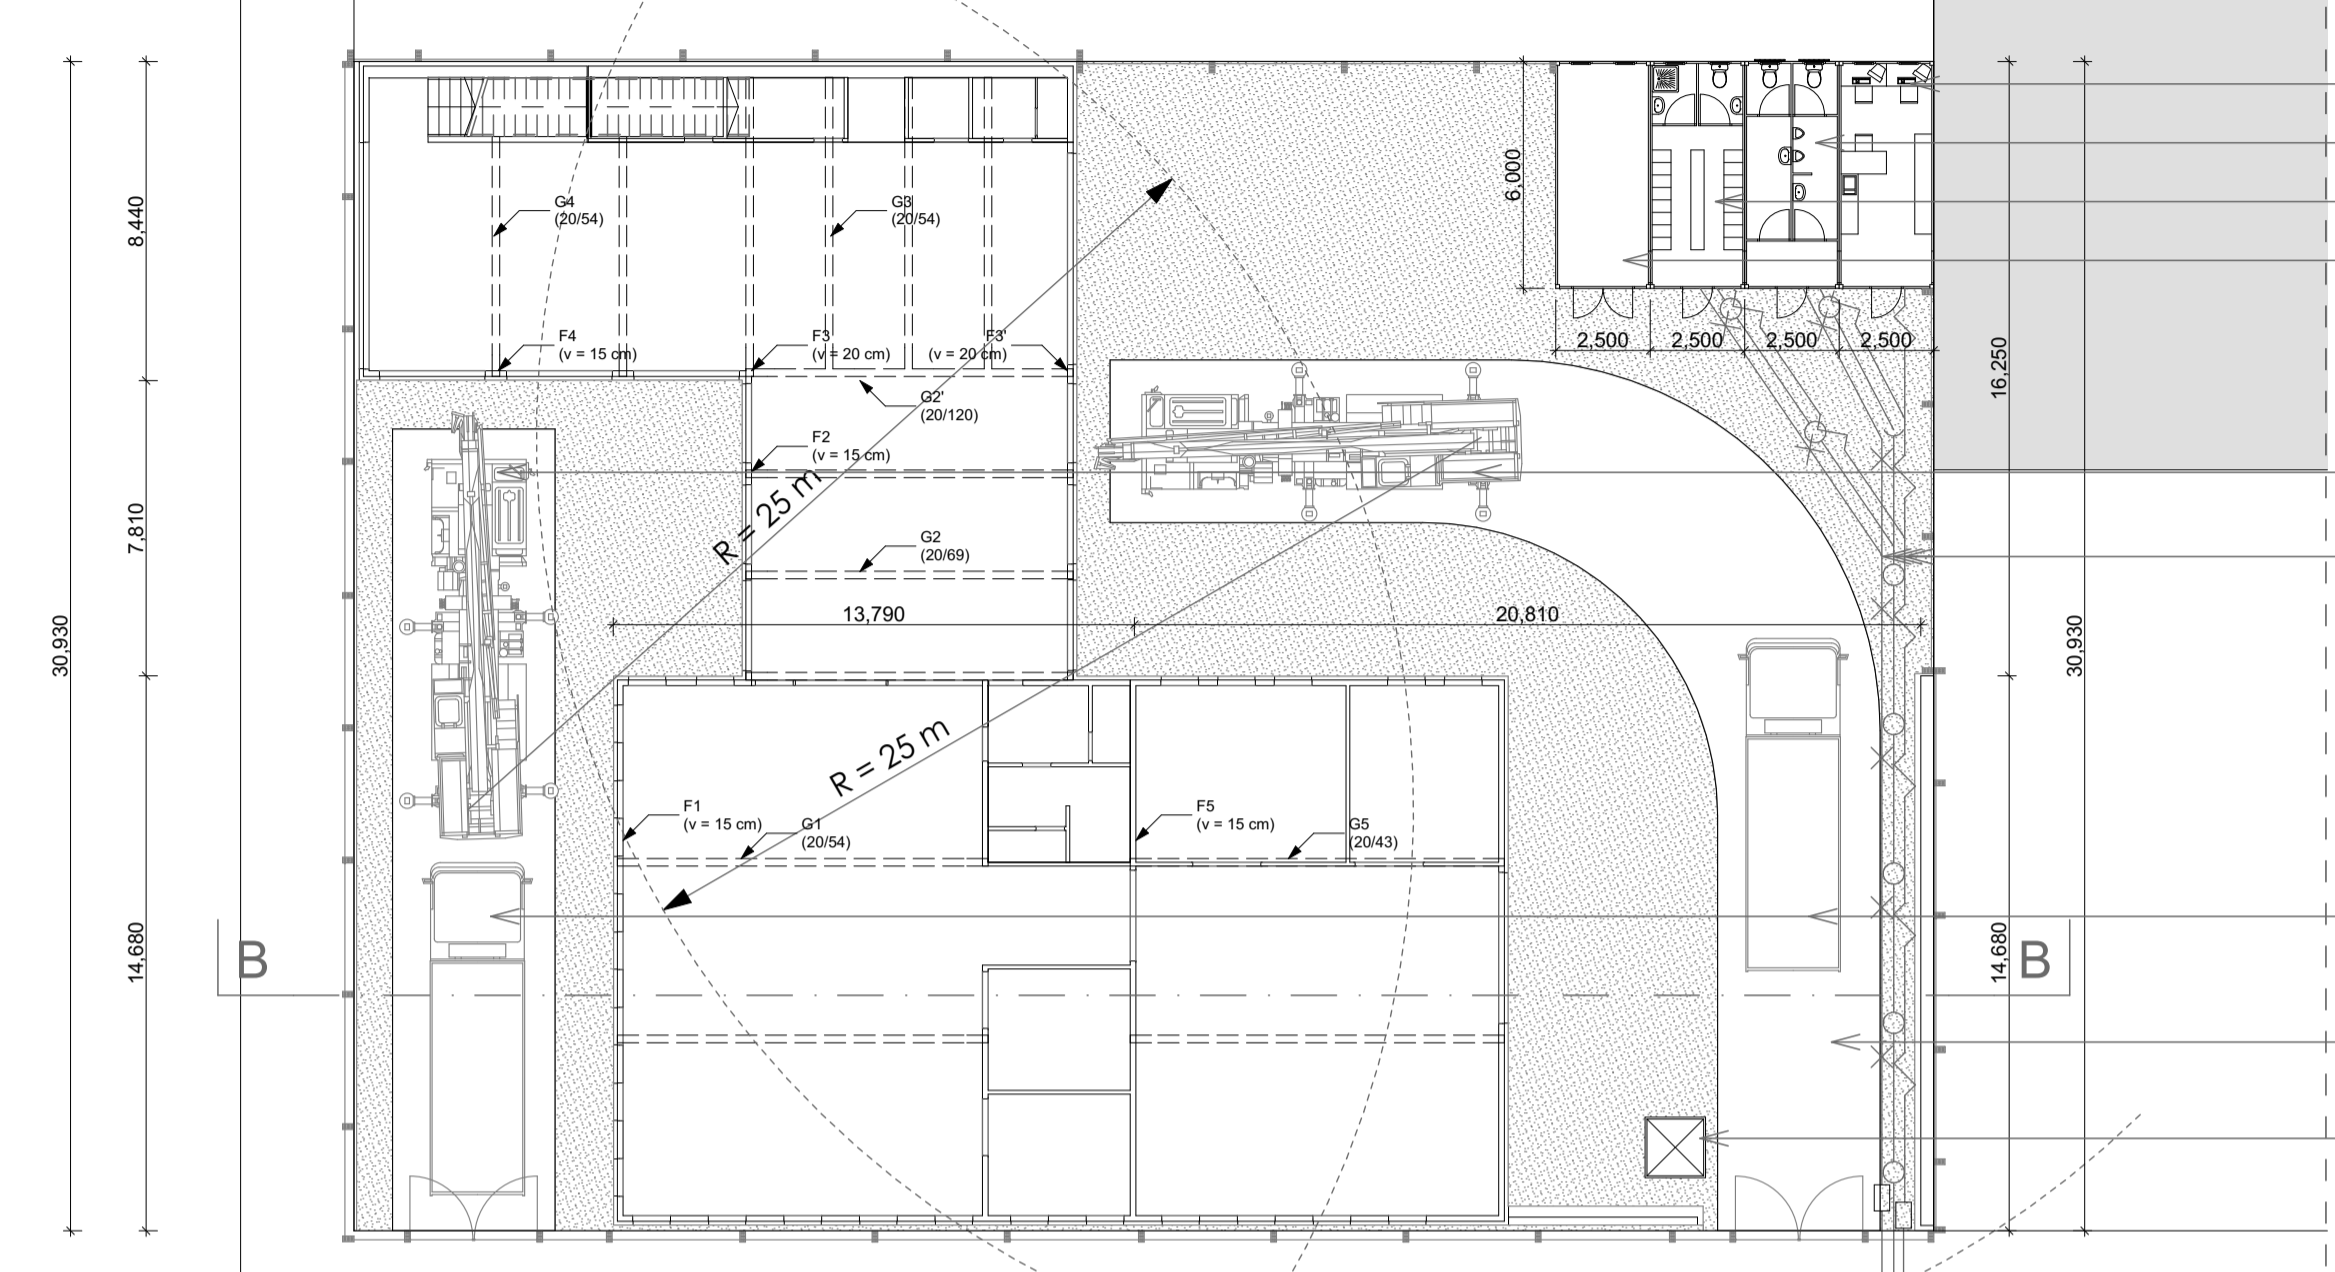 8,440
7,810
14,680
30,930
G4
(20/54)
G3
(20/54)
F4
(v = 15 cm)
F3
(v = 20 cm)
F3'
(v = 20 cm)
G2'
(20/120)
F2
(v = 15 cm)
R = 25 m
G2
(20/69)
13,790
20,810
R = 25 m
F1
(v = 15 cm)
G1
(20/54)
F5
(v = 15 cm)
G5
(20/43)
6,000
2,500
2,500
2,500
2,500
16,250
30,930
14,680
B
B